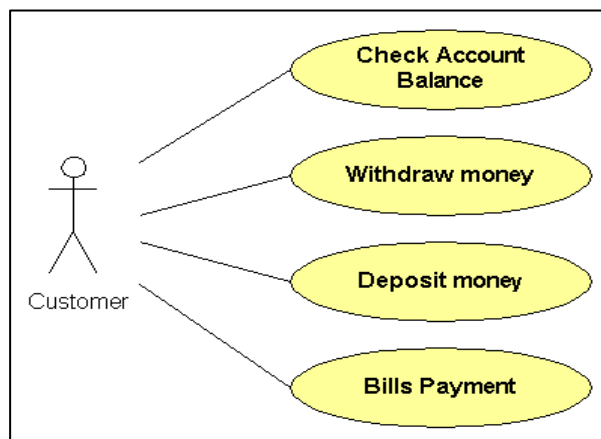 Check Account
Balance
Withdraw money
Deposit money
Customer
Bills Payment